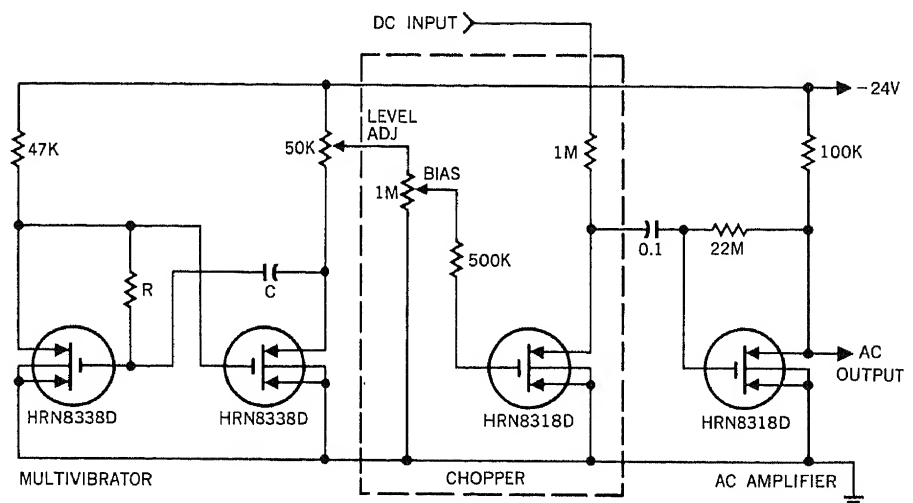 DC INPUT
-24V
LEVEL
ADJ
47K
50K
1M
100K
BIAS
1M
500K
0.1
22M
R
C
AC
OUTPUT
HRN8338D
HRN8338D
HRN8318D
HRN8318D
MULTIVIBRATOR
CHOPPER
AC AMPLIFIER